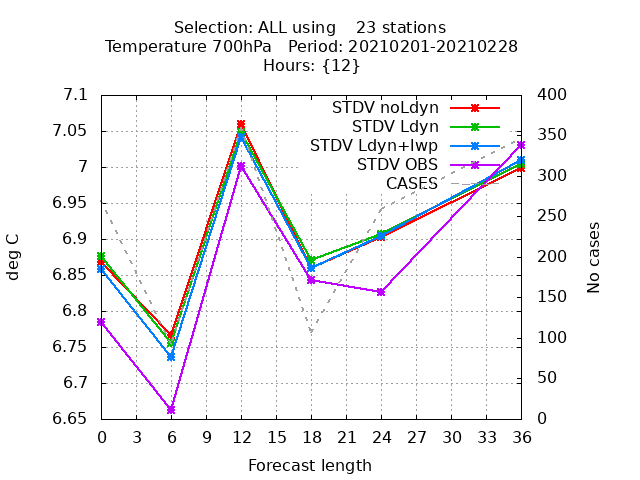 Selection: ALL using    23 stations
Temperature 700hPa   Period: 20210201-20210228
Hours: {12}
7.1
7.05
7
6.95
6.9
6.85
6.8
6.75
6.7
6.65
deg C
STDV noLdyn
STDV Ldyn
STDV Ldyn+Iwp
STDV OBS
CASES
400
350
300
250
200
150
100
50
0
No cases
0 3 6 9 12 15 18 21 24 27 30 33 36
Forecast length